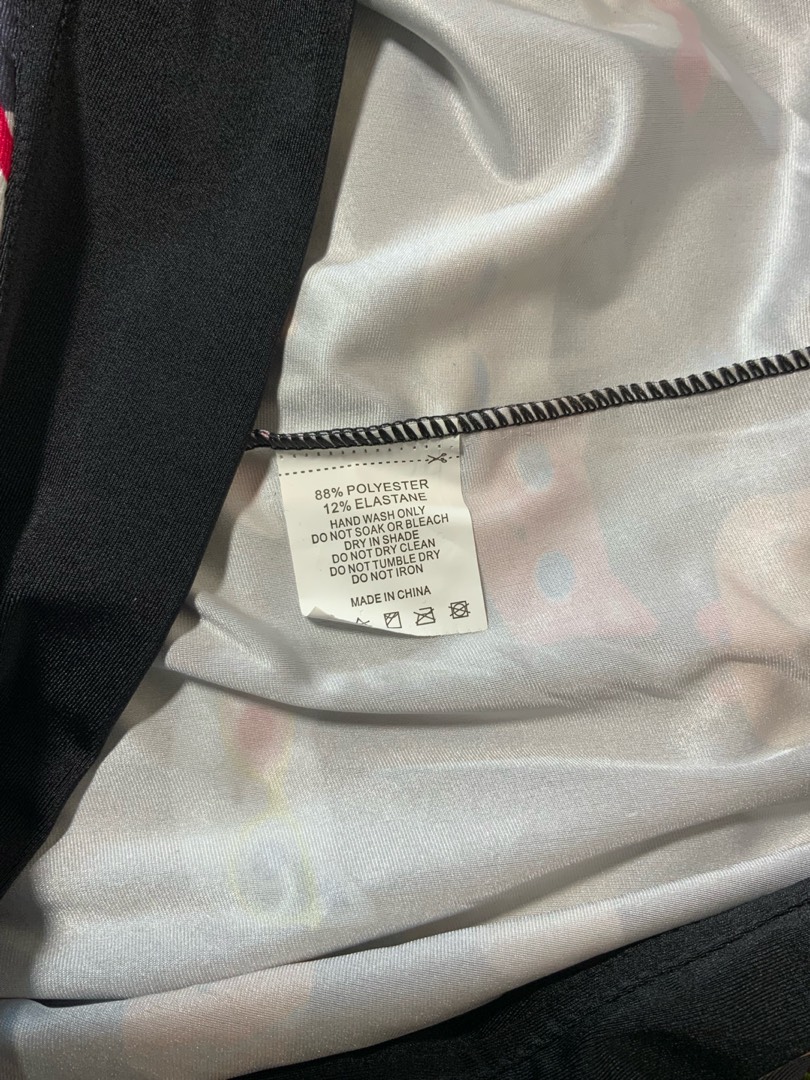 88% POLYESTER
12% ELASTANE
HAND WASH ONLY
DO NOT SOAK OR BLEACH
DRY IN SHADE
DO NOT DRY CLEAN
DO NOT TUMBLE DRY
DO NOT IRON
MADE IN CHINA